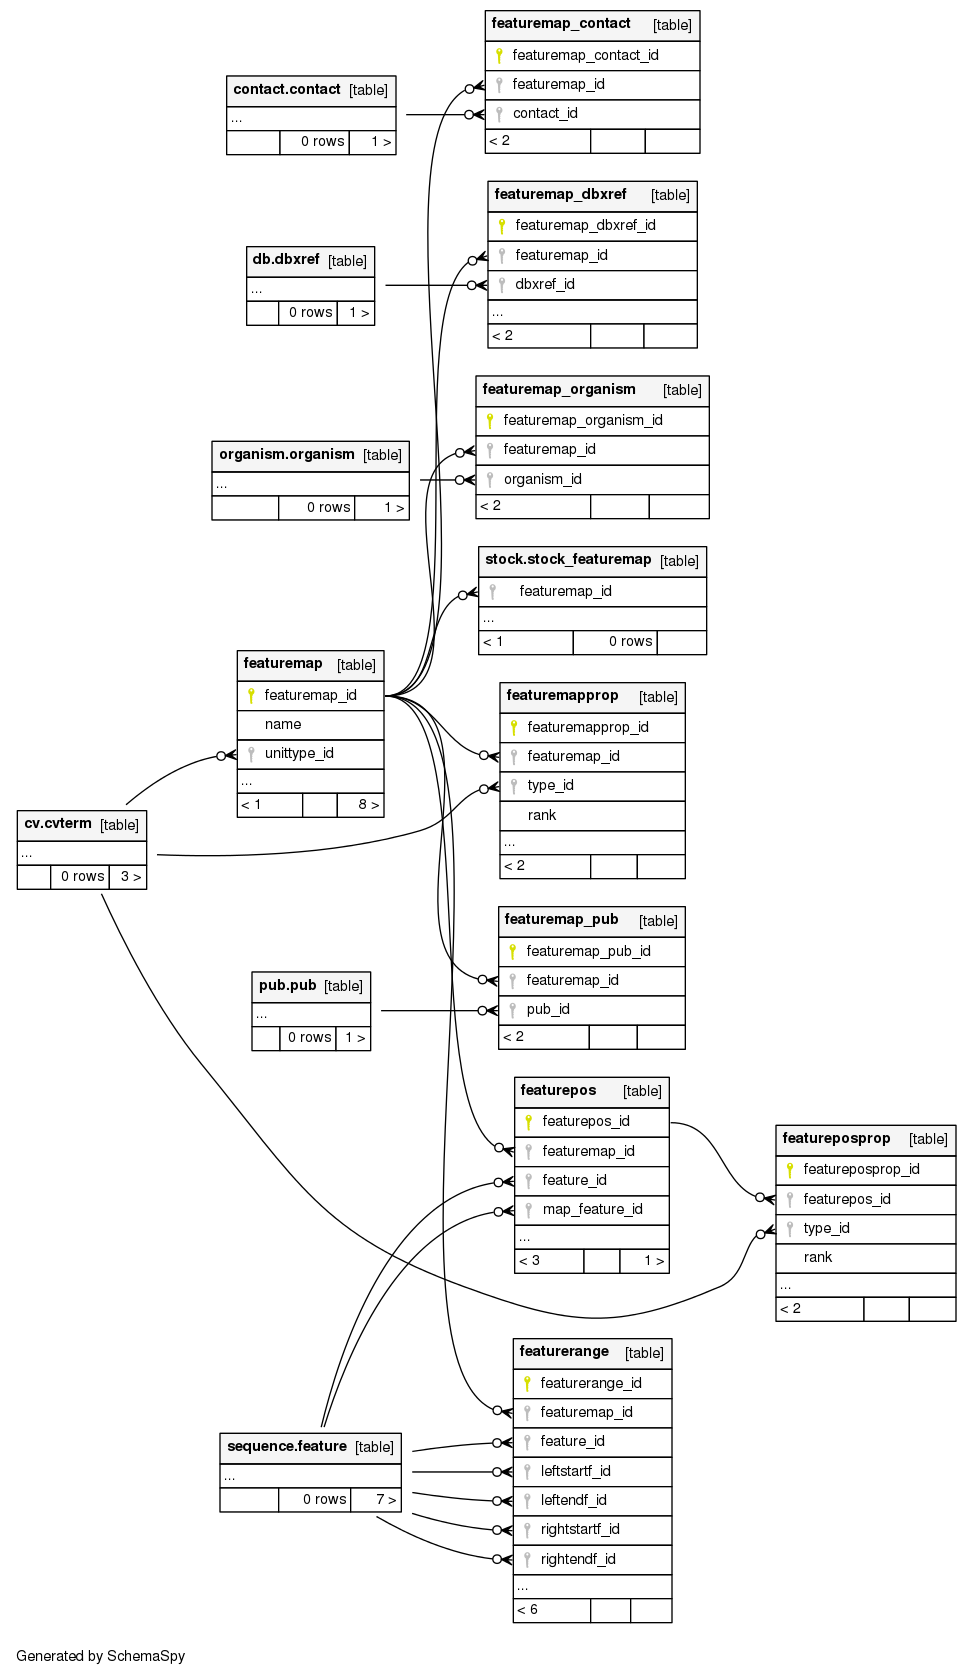 featuremap_contact [table]
featuremap_contact_id
featuremap_id
contact_id
< 2
contact.contact [table]
...
0 rows 1 >
featuremap_dbxref [table]
featuremap_dbxref_id
featuremap_id
dbxref_id
...
< 2
db.dbxref [table]
...
0 rows 1 >
featuremap_organism [table]
featuremap_organism_id
featuremap_id
organism_id
< 2
organism.organism [table]
...
0 rows 1 >
stock.stock_featuremap [table]
featuremap_id
...
< 1 0 rows
featuremap [table]
featuremap_id
name
unittype_id
...
< 1 8 >
featuremapprop [table]
featuremapprop_id
featuremap_id
type_id
rank
...
< 2
cv.cvterm [table]
...
0 rows 3 >
featuremap_pub [table]
featuremap_pub_id
featuremap_id
pub_id
< 2
pub.pub [table]
...
0 rows 1 >
featurepos [table]
featurepos_id
featuremap_id
feature_id
map_feature_id
...
< 3 1 >
featureposprop [table]
featureposprop_id
featurepos_id
type_id
rank
...
< 2
featurerange [table]
featurerange_id
featuremap_id
feature_id
leftstartf_id
leftendf_id
rightstartf_id
rightendf_id
...
< 6
sequence.feature [table]
...
0 rows 7 >
Generated by SchemaSpy